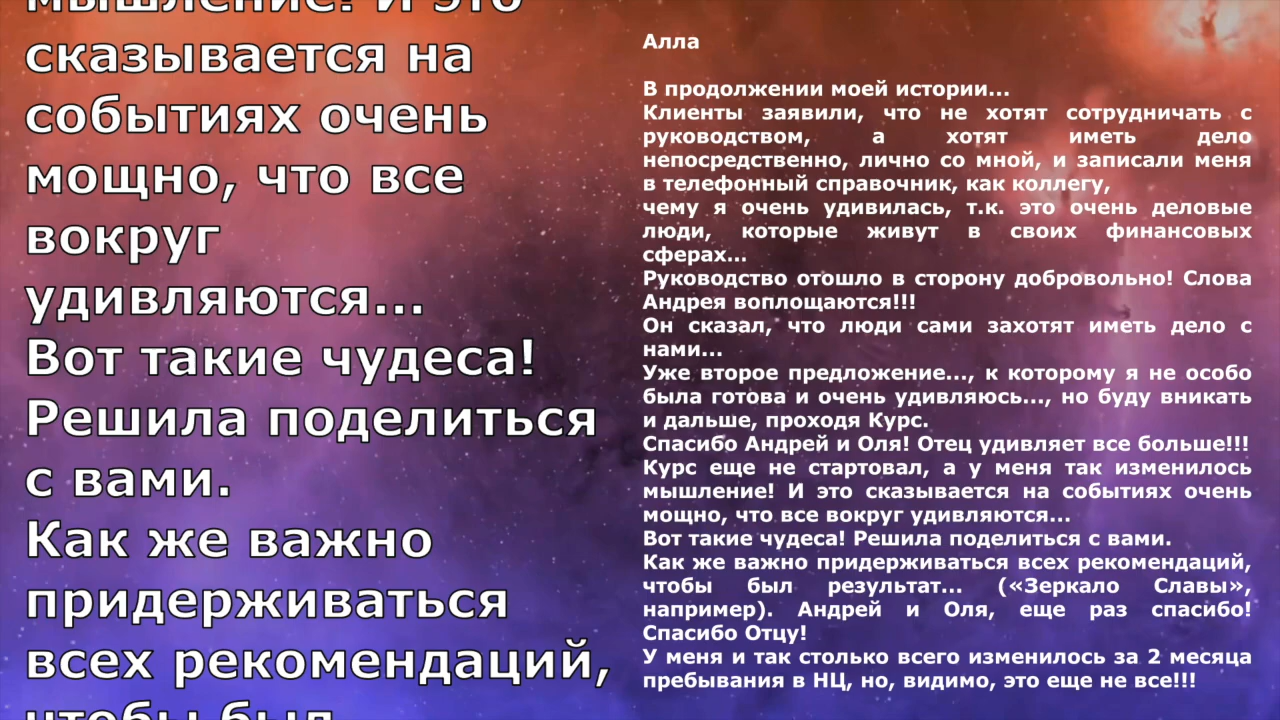 мышление! И это
сказывается на
событиях очень
мощно, что все
вокруг
удивляются...
Вот такие чудеса!
Решила поделиться
с вами.
Как же важно
придерживаться
всех рекомендаций,
чтобы был
Алла
В продолжении моей истории...
Клиенты заявили, что не хотят сотрудничать с
руководством, а хотят иметь дело
непосредственно, лично со мной, и записали меня
в телефонный справочник, как коллегу,
чему я очень удивилась, т.к. это очень деловые
люди, которые живут в своих финансовых
сферах...
Руководство отошло в сторону добровольно! Слова
Андрея воплощаются!!!
Он сказал, что люди сами захотят иметь дело с
нами...
Уже второе предложение..., к которому я не особо
была готова и очень удивляюсь..., но буду вникать
и дальше, проходя Курс.
Спасибо Андрей и Оля! Отец удивляет все больше!!!
Курс еще не стартовал, а у меня так изменилось
мышление! И это сказывается на событиях очень
мощно, что все вокруг удивляются...
Вот такие чудеса! Решила поделиться с вами.
Как же важно придерживаться всех рекомендаций,
чтобы был результат... («Зеркало Славы»,
например). Андрей и Оля, еще раз спасибо!
Спасибо Отцу!
У меня и так столько всего изменилось за 2 месяца
пребывания в НЦ, но, видимо, это еще не все!!!